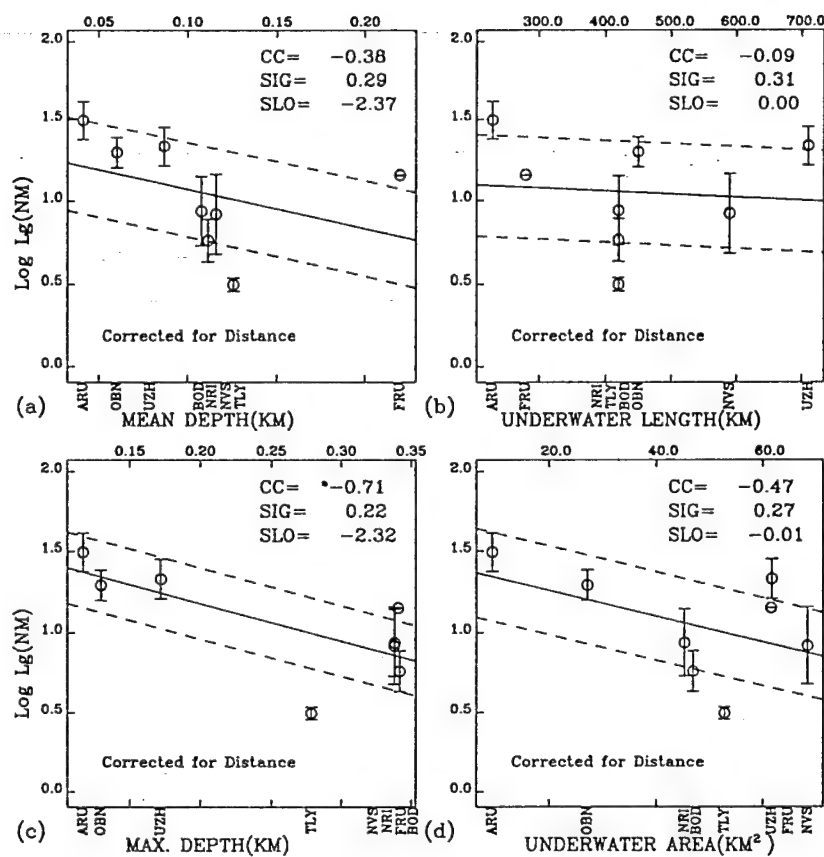 0.05 0.10 0.15 0.20
2.0
1.5
1.0
0.5
0.0
Log Lg(NM)
CC= −0.38
SIG= 0.29
SLO= −2.37
Corrected for Distance
ARU OBN UZH BOD NRI NVS TLY FRU
(a) MEAN DEPTH(KM)
300.0 400.0 500.0 600.0 700.0
2.0
1.5
1.0
0.5
0.0
CC= −0.09
SIG= 0.31
SLO= 0.00
Corrected for Distance
ARU FRU NRI TLY BOD OBN NVS UZH
(b) UNDERWATER LENGTH(KM)
0.15 0.20 0.25 0.30 0.35
2.0
1.5
1.0
0.5
0.0
Log Lg(NM)
CC= −0.71
SIG= 0.22
SLO= −2.32
Corrected for Distance
ARU OBN UZH TLY NVS NRI FRU BOD
(c) MAX. DEPTH(KM)
20.0 40.0 60.0
2.0
1.5
1.0
0.5
0.0
CC= −0.47
SIG= 0.27
SLO= −0.01
Corrected for Distance
ARU OBN NRI BOD TLY UZH FRU NVS
(d) UNDERWATER AREA(KM²)